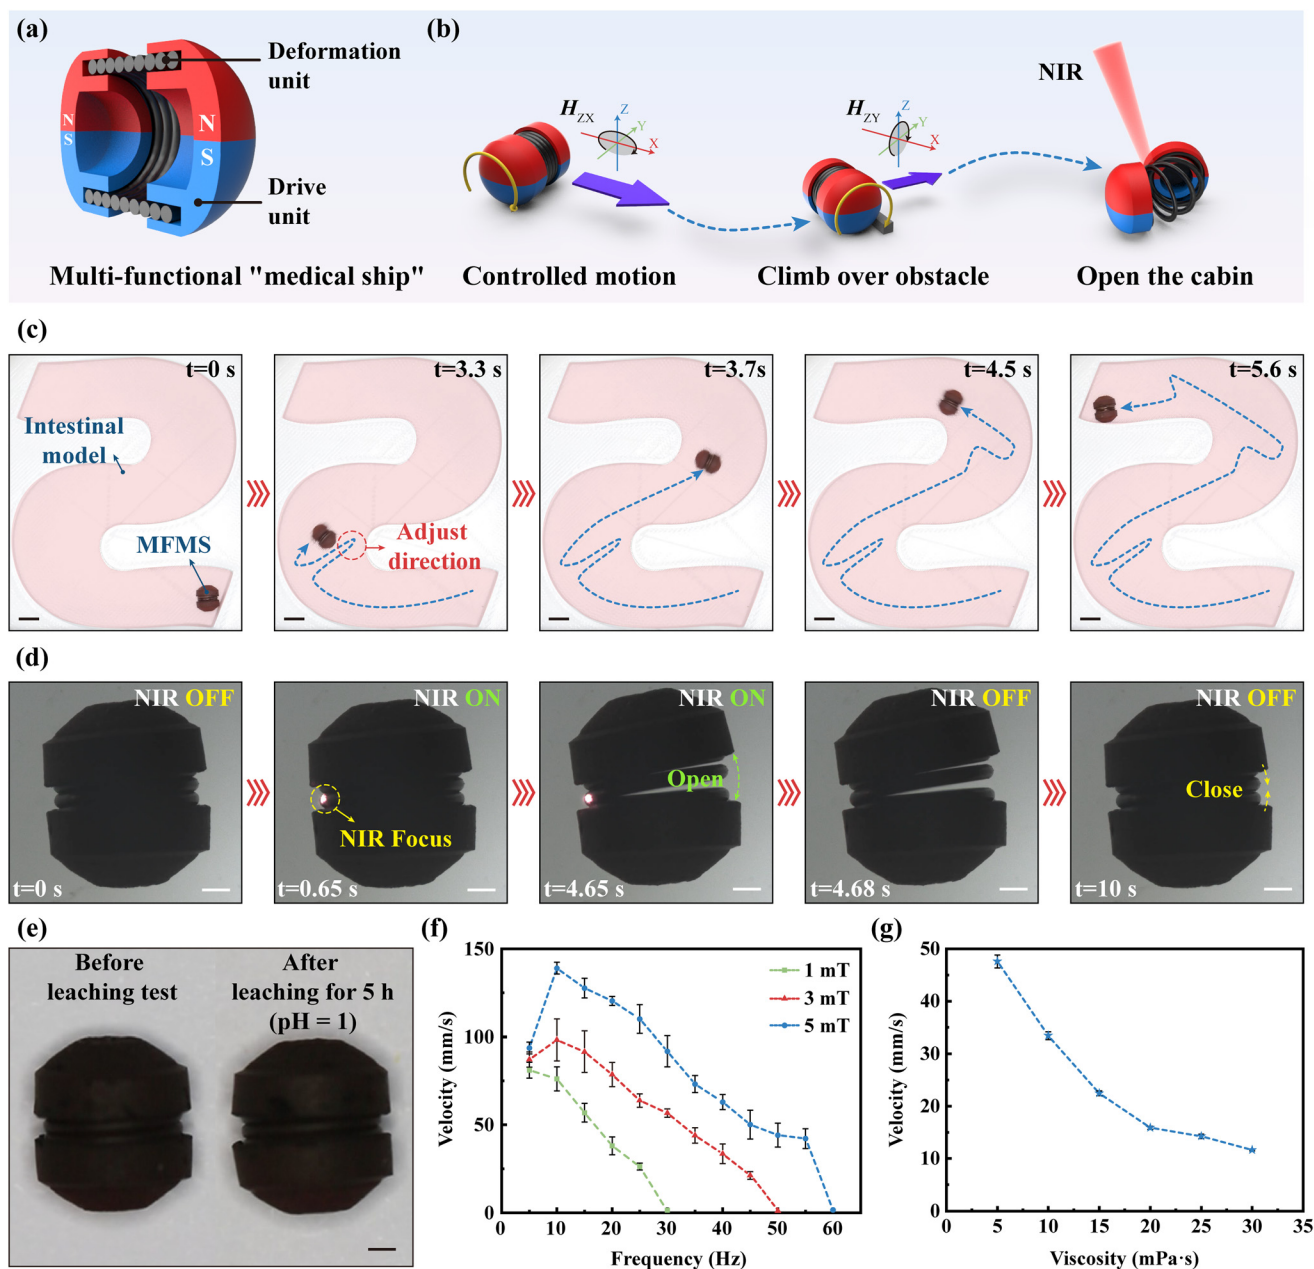 (a)
Deformation
unit
N
S
N
S
Drive
unit
Multi-functional "medical ship"
(b)
HZX
Z
Y
X
Controlled motion
HZY
Z
Y
X
Climb over obstacle
NIR
Open the cabin
(c)
t=0 s
Intestinal
model
MFMS
t=3.3 s
Adjust
direction
t=3.7s
t=4.5 s
t=5.6 s
(d)
NIR OFF
t=0 s
NIR ON
NIR Focus
t=0.65 s
NIR ON
Open
t=4.65 s
NIR OFF
t=4.68 s
NIR OFF
Close
t=10 s
(e)
Before
leaching test
After
leaching for 5 h
(pH = 1)
(f)
150
100
50
0
Velocity (mm/s)
1 mT
3 mT
5 mT
0 10 20 30 40 50 60
Frequency (Hz)
(g)
50
40
30
20
10
0
Velocity (mm/s)
0 5 10 15 20 25 30 35
Viscosity (mPa·s)